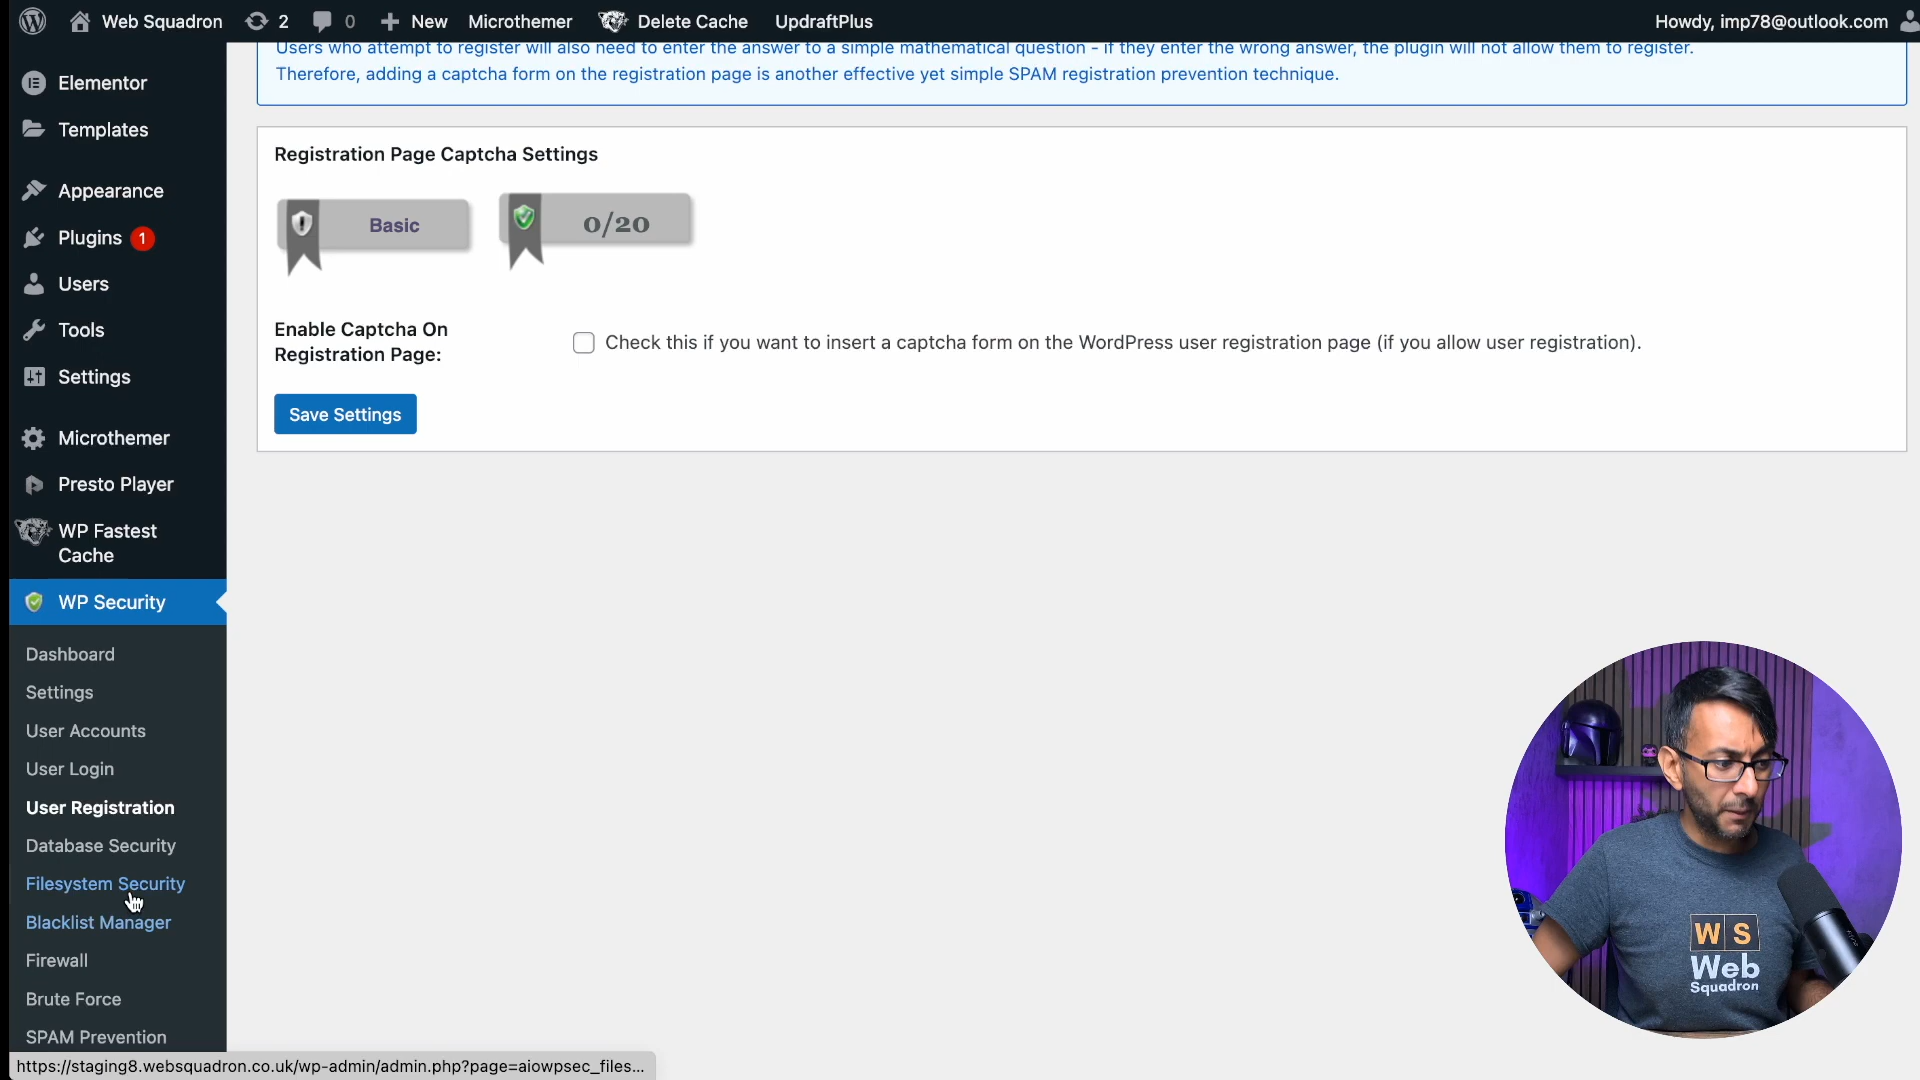 Web Squadron
2
0
New
Microthemer
Delete Cache
UpdraftPlus
Howdy, imp78@outlook.com
Users who attempt to register will also need to enter the answer to a simple mathematical question - if they enter the wrong answer, the plugin will not allow them to register.
Therefore, adding a captcha form on the registration page is another effective yet simple SPAM registration prevention technique.
Elementor
Templates
Appearance
Plugins 1
Users
Tools
Settings
Microthemer
Presto Player
WP Fastest
Cache
WP Security
Dashboard
Settings
User Accounts
User Login
User Registration
Database Security
Filesystem Security
Blacklist Manager
Firewall
Brute Force
SPAM Prevention
Registration Page Captcha Settings
Basic
0/20
Enable Captcha On
Registration Page:
Check this if you want to insert a captcha form on the WordPress user registration page (if you allow user registration).
Save Settings
W S
Web
Squadron
https://staging8.websquadron.co.uk/wp-admin/admin.php?page=aiowpsec_files...